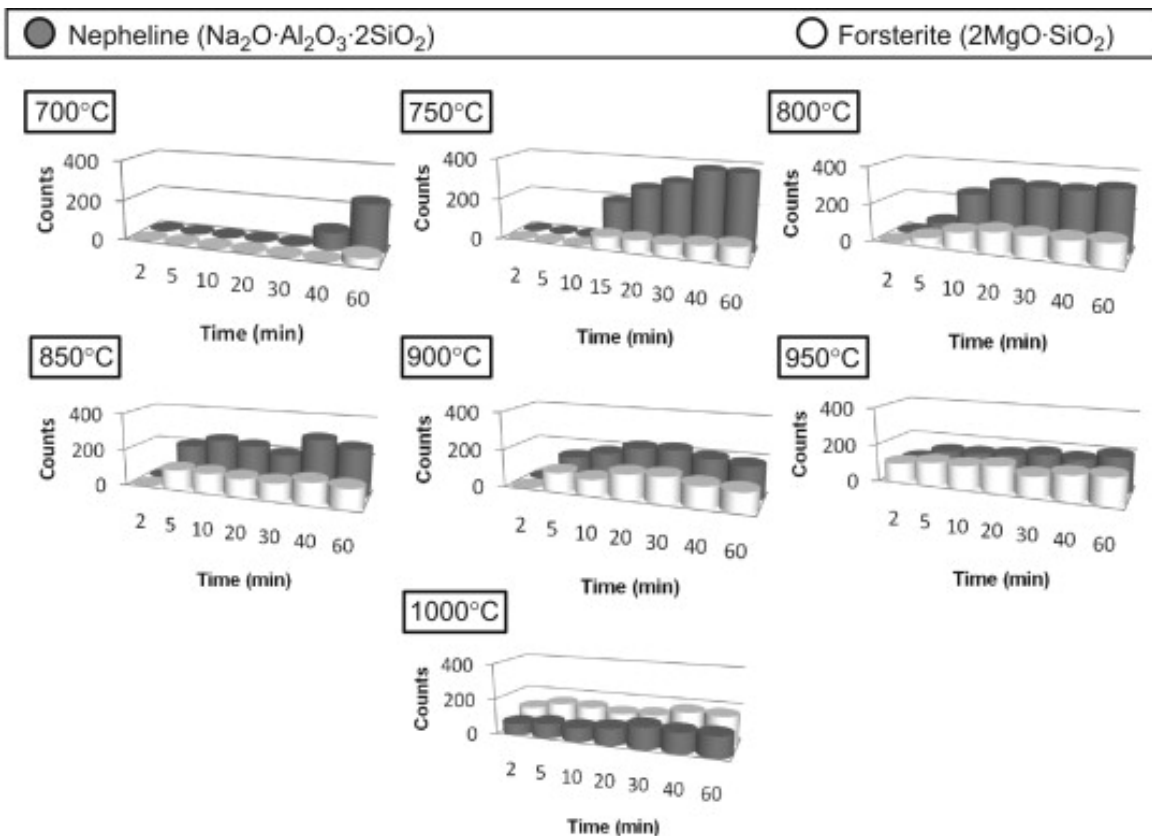 Nepheline (Na₂O·Al₂O₃·2SiO₂) Forsterite (2MgO·SiO₂)
700°C
Counts
400
200
0
2 5 10 20 30 40 60
Time (min)
750°C
Counts
400
200
0
2 5 10 15 20 30 40 60
Time (min)
800°C
Counts
400
200
0
2 5 10 20 30 40 60
Time (min)
850°C
Counts
400
200
0
2 5 10 20 30 40 60
Time (min)
900°C
Counts
400
200
0
2 5 10 20 30 40 60
Time (min)
950°C
Counts
400
200
0
2 5 10 20 30 40 60
Time (min)
1000°C
Counts
400
200
0
2 5 10 20 30 40 60
Time (min)